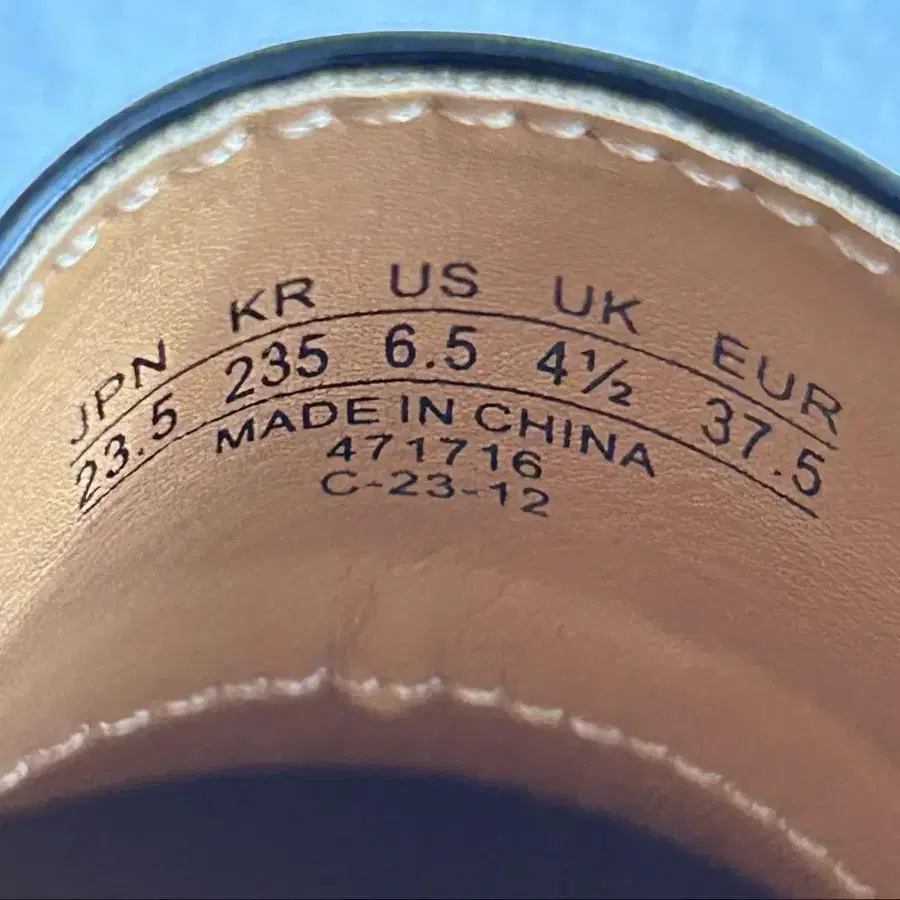 JPN KR US UK EUR
23.5 235 6.5 4½ 37.5
MADE IN CHINA
471716
C-23-12